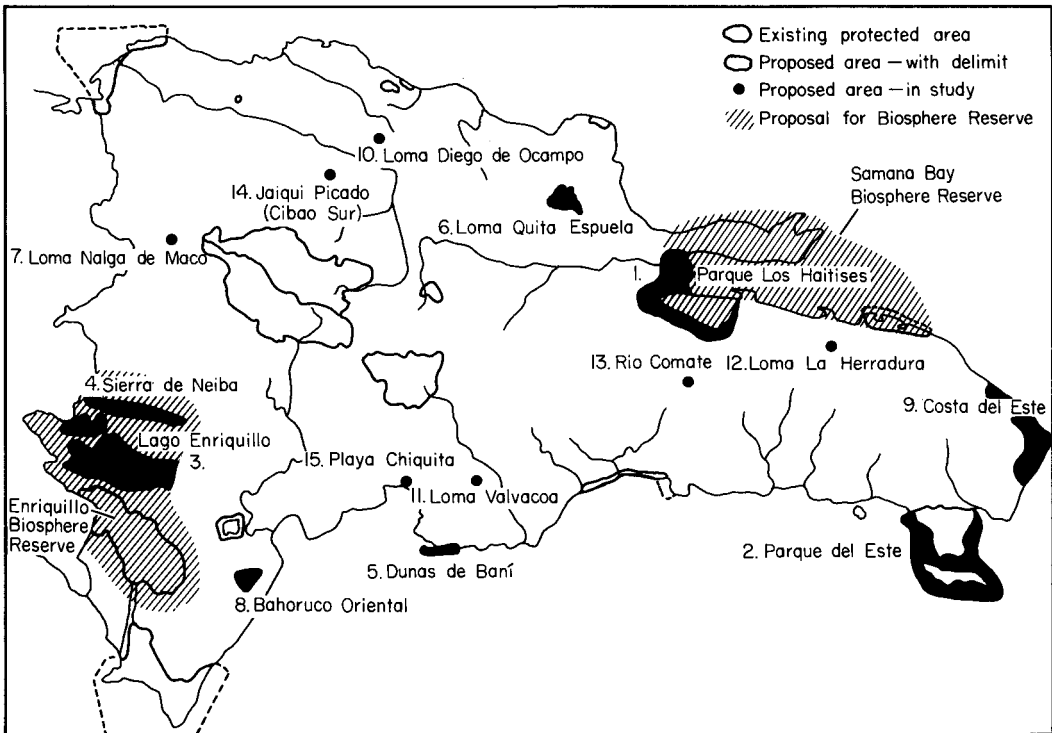 Existing protected area
Proposed area – with delimit
Proposed area – in study
Proposal for Biosphere Reserve
10. Loma Diego de Ocampo
14. Jaiqui Picado
(Cibao Sur)
Samana Bay
Biosphere Reserve
6. Loma Quita Espuela
7. Loma Nalga de Maco
1.
Parque Los Haitises
13. Rio Comate
12. Loma La Herradura
4. Sierra de Neiba
9. Costa del Este
Lago Enriquillo
3.
15. Playa Chiquita
11. Loma Valvacoa
Enriquillo
Biosphere
Reserve
2. Parque del Este
5. Dunas de Baní
8. Bahoruco Oriental